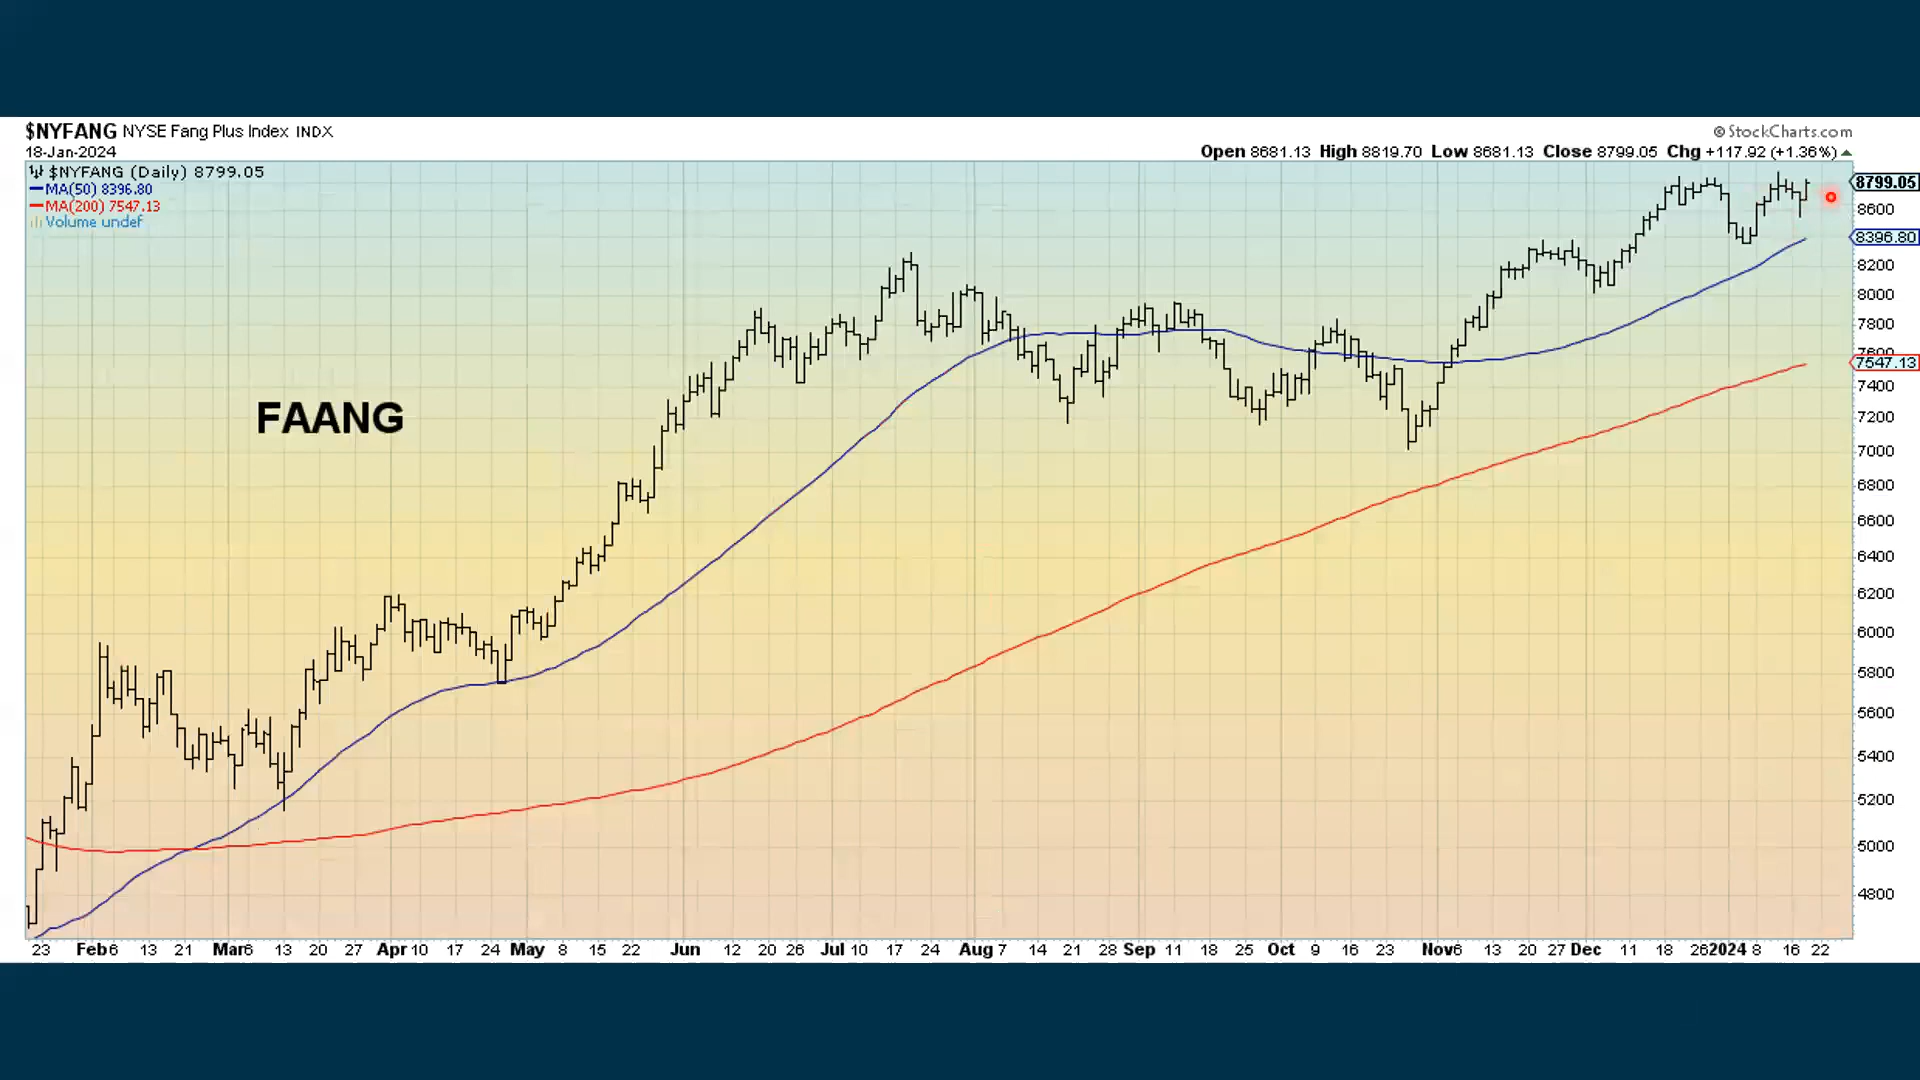 $NYFANG NYSE Fang Plus Index INDX
© StockCharts.com
18-Jan-2024
Open 8681.13 High 8819.70 Low 8681.13 Close 8799.05 Chg +117.92 (+1.36%)
$NYFANG (Daily) 8799.05
MA(50) 8396.80
MA(200) 7547.13
Volume undef
FAANG
8799.05
8600
8396.80
8200
8000
7800
7600
7547.13
7400
7200
7000
6800
6600
6400
6200
6000
5800
5600
5400
5200
5000
4800
23 Feb 6 13 21 Mar 6 13 20 27 Apr 10 17 24 May 8 15 22 Jun 12 20 26 Jul 10 17 24 Aug 7 14 21 28 Sep 11 18 25 Oct 9 16 23 Nov 6 13 20 27 Dec 11 18 26 2024 8 16 22